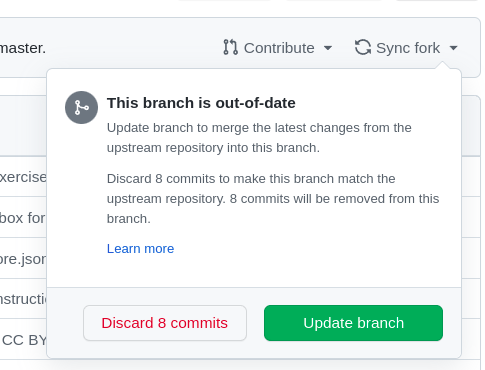 master.
Contribute
Sync fork
This branch is out-of-date
Update branch to merge the latest changes from the
upstream repository into this branch.
Discard 8 commits to make this branch match the
upstream repository. 8 commits will be removed from this
branch.
Learn more
xercise
box for
ore.json
CC BY
Discard 8 commits
Update branch